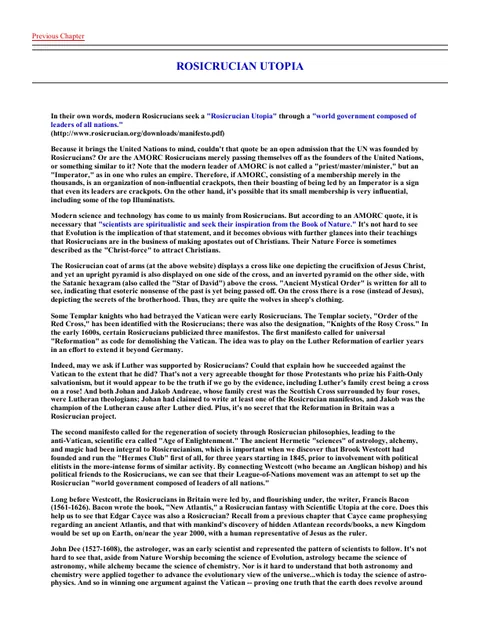 Previous Chapter
ROSICRUCIAN UTOPIA
In their own words, modern Rosicrucians seek a "Rosicrucian Utopia" through a "world government composed of
leaders of all nations."
(http://www.rosicrucian.org/downloads/manifesto.pdf)
Because it brings the United Nations to mind, couldn't that quote be an open admission that the UN was founded by
Rosicrucians? Or are the AMORC Rosicrucians merely passing themselves off as the founders of the United Nations,
or something similar to it? Note that the modern leader of AMORC is not called a "priest/master/minister," but an
"Imperator," as in one who rules an empire. Therefore, if AMORC, consisting of a membership merely in the
thousands, is an organization of non-influential crackpots, then their boasting of being led by an Imperator is a sign
that even its leaders are crackpots. On the other hand, it's possible that its small membership is very influential,
including some of the top Illuminatists.
Modern science and technology has come to us mainly from Rosicrucians. But according to an AMORC quote, it is
necessary that "scientists are spiritualistic and seek their inspiration from the Book of Nature." It's not hard to see
that Evolution is the implication of that statement, and it becomes obvious with further glances into their teachings
that Rosicrucians are in the business of making apostates out of Christians. Their Nature Force is sometimes
described as the "Christ-force" to attract Christians.
The Rosicrucian coat of arms (at the above website) displays a cross like one depicting the crucifixion of Jesus Christ,
and yet an upright pyramid is also displayed on one side of the cross, and an inverted pyramid on the other side, with
the Satanic hexagram (also called the "Star of David") above the cross. "Ancient Mystical Order" is written for all to
see, indicating that esoteric nonsense of the past is yet being passed off. On the cross there is a rose (instead of Jesus),
depicting the secrets of the brotherhood. Thus, they are quite the wolves in sheep's clothing.
Some Templar knights who had betrayed the Vatican were early Rosicrucians. The Templar society, "Order of the
Red Cross," has been identified with the Rosicrucians; there was also the designation, "Knights of the Rosy Cross." In
the early 1600s, certain Rosicrucians publicized three manifestos. The first manifesto called for universal
"Reformation" as code for demolishing the Vatican. The idea was to play on the Luther Reformation of earlier years
in an effort to extend it beyond Germany.
Indeed, may we ask if Luther was supported by Rosicrucians? Could that explain how he succeeded against the
Vatican to the extent that he did? That's not a very agreeable thought for those Protestants who prize his Faith-Only
salvationism, but it would appear to be the truth if we go by the evidence, including Luther's family crest being a cross
on a rose! And both Johan and Jakob Andreae, whose family crest was the Scottish Cross surrounded by four roses,
were Lutheran theologians; Johan had claimed to write at least one of the Rosicrucian manifestos, and Jakob was the
champion of the Lutheran cause after Luther died. Plus, it's no secret that the Reformation in Britain was a
Rosicrucian project.
The second manifesto called for the regeneration of society through Rosicrucian philosophies, leading to the
anti-Vatican, scientific era called "Age of Enlightenment." The ancient Hermetic "sciences" of astrology, alchemy,
and magic had been integral to Rosicrucianism, which is important when we discover that Brook Westcott had
founded and run the "Hermes Club" first of all, for three years starting in 1845, prior to involvement with political
elitists in the more-intense forms of similar activity. By connecting Westcott (who became an Anglican bishop) and his
political friends to the Rosicrucians, we can see that their League-of-Nations movement was an attempt to set up the
Rosicrucian "world government composed of leaders of all nations."
Long before Westcott, the Rosicrucians in Britain were led by, and flourishing under, the writer, Francis Bacon
(1561-1626). Bacon wrote the book, "New Atlantis," a Rosicrucian fantasy with Scientific Utopia at the core. Does this
help us to see that Edgar Cayce was also a Rosicrucian? Recall from a previous chapter that Cayce came prophesying
regarding an ancient Atlantis, and that with mankind's discovery of hidden Atlantean records/books, a new Kingdom
would be set up on Earth, on/near the year 2000, with a human representative of Jesus as the ruler.
John Dee (1527-1608), the astrologer, was an early scientist and represented the pattern of scientists to follow. It's not
hard to see that, aside from Nature Worship becoming the science of Evolution, astrology became the science of
astronomy, while alchemy became the science of chemistry. Nor is it hard to understand that both astronomy and
chemistry were applied together to advance the evolutionary view of the universe...which is today the science of astro-
physics. And so in winning one argument against the Vatican -- proving one truth that the earth does revolve around